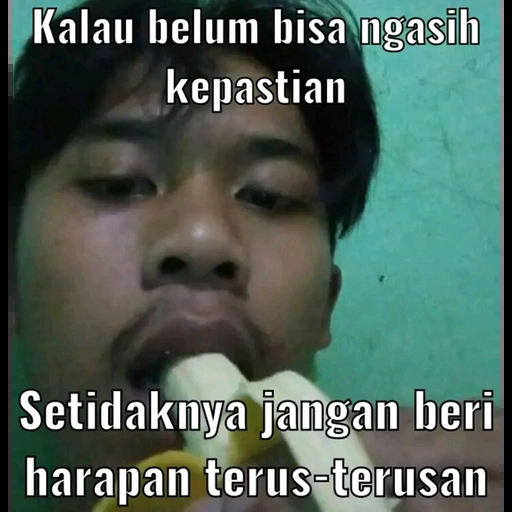 Kalau belum bisa ngasih
kepastian
Setidaknya jangan beri
harapan terus-terusan